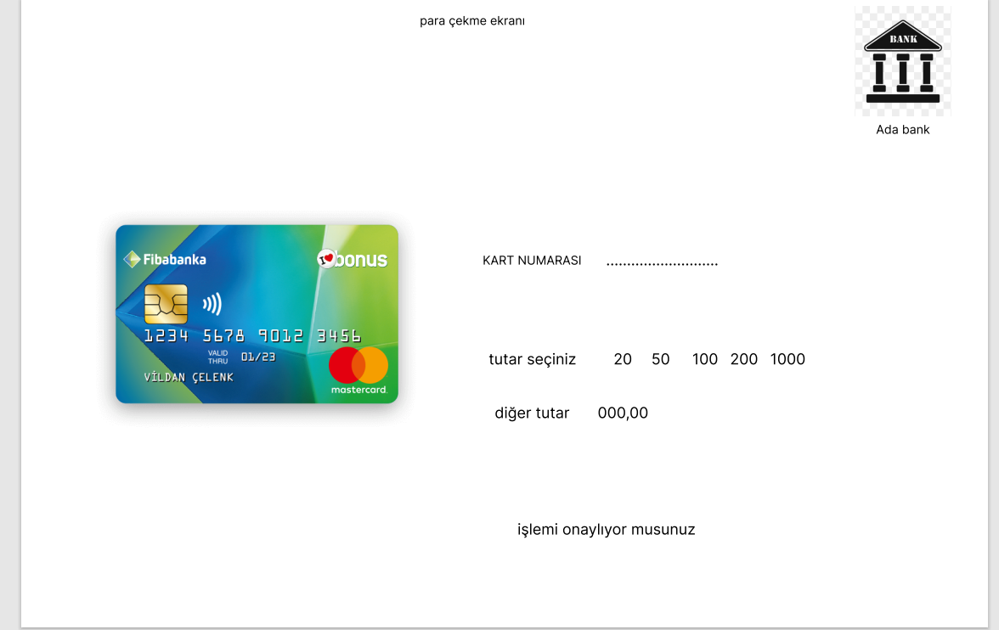 para çekme ekranı
BANK
Ada bank
Fibabanka
I bonus
1234 5678 9012 3456
VALID THRU 01/23
VİLDAN ÇELENK
mastercard.
KART NUMARASI ...........................
tutar seçiniz 20 50 100 200 1000
diğer tutar 000,00
işlemi onaylıyor musunuz